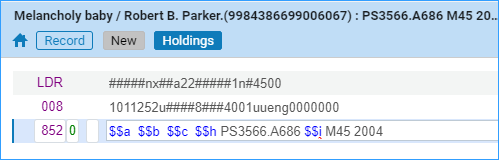 Melancholy baby / Robert B. Parker.(9984386699006067) : PS3566.A686 M45 20...
Record New Holdings
LDR #####nx##a22#####1n#4500
008 1011252u####8###4001uueng0000000
852 0 $$a $$b $$c $$h PS3566.A686 $$i M45 2004